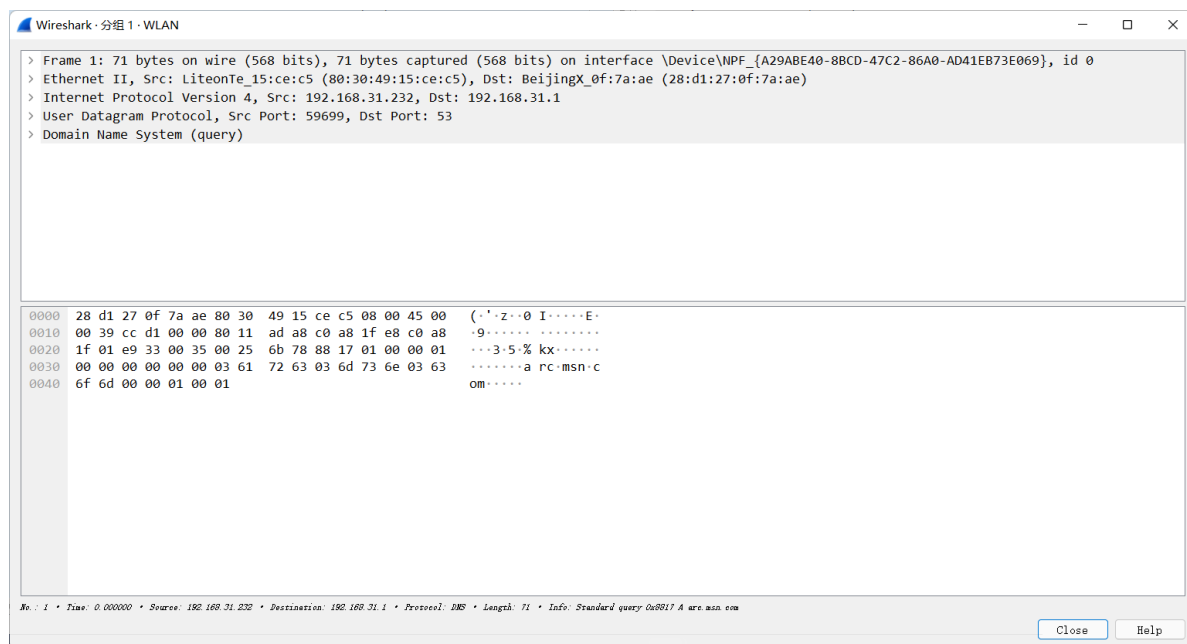 Wireshark · 分组 1 · WLAN
> Frame 1: 71 bytes on wire (568 bits), 71 bytes captured (568 bits) on interface \Device\NPF_{A29ABE40-8BCD-47C2-86A0-AD41EB73E069}, id 0
> Ethernet II, Src: LiteonTe_15:ce:c5 (80:30:49:15:ce:c5), Dst: BeijingX_0f:7a:ae (28:d1:27:0f:7a:ae)
> Internet Protocol Version 4, Src: 192.168.31.232, Dst: 192.168.31.1
> User Datagram Protocol, Src Port: 59699, Dst Port: 53
> Domain Name System (query)
0000 28 d1 27 0f 7a ae 80 30 49 15 ce c5 08 00 45 00 (·'·z··0 I·····E·
0010 00 39 cc d1 00 00 80 11 ad a8 c0 a8 1f e8 c0 a8 ·9······ ········
0020 1f 01 e9 33 00 35 00 25 6b 78 88 17 01 00 00 01 ···3·5·% kx······
0030 00 00 00 00 00 00 03 61 72 63 03 6d 73 6e 03 63 ·······a rc·msn·c
0040 6f 6d 00 00 01 00 01 om·····
No.: 1 · Time: 0.000000 · Source: 192.168.31.232 · Destination: 192.168.31.1 · Protocol: DNS · Length: 71 · Info: Standard query 0x8817 A arc.msn.com
Close Help